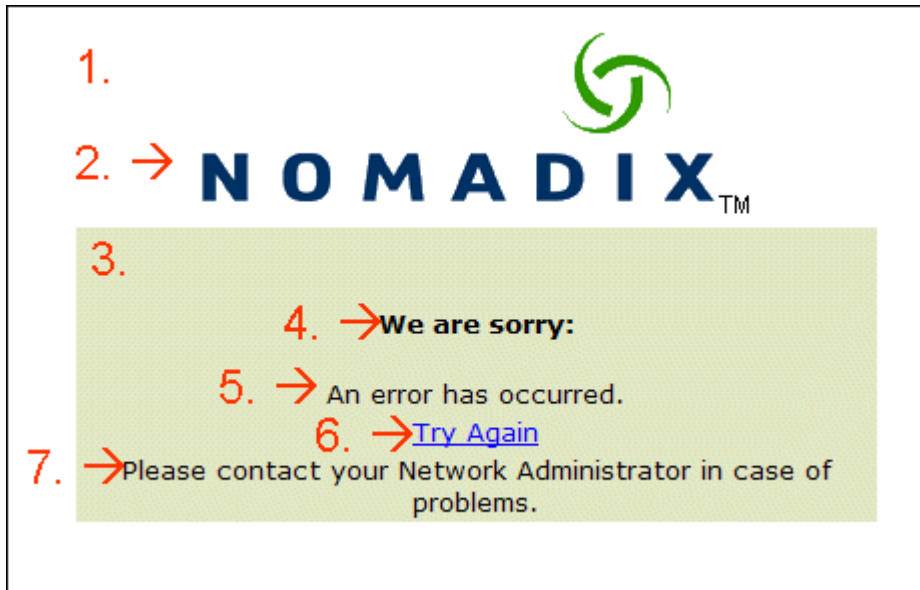 1.
2. → NOMADIX TM
3.
4. → We are sorry:
5. → An error has occurred.
6. → Try Again
7. → Please contact your Network Administrator in case of
problems.